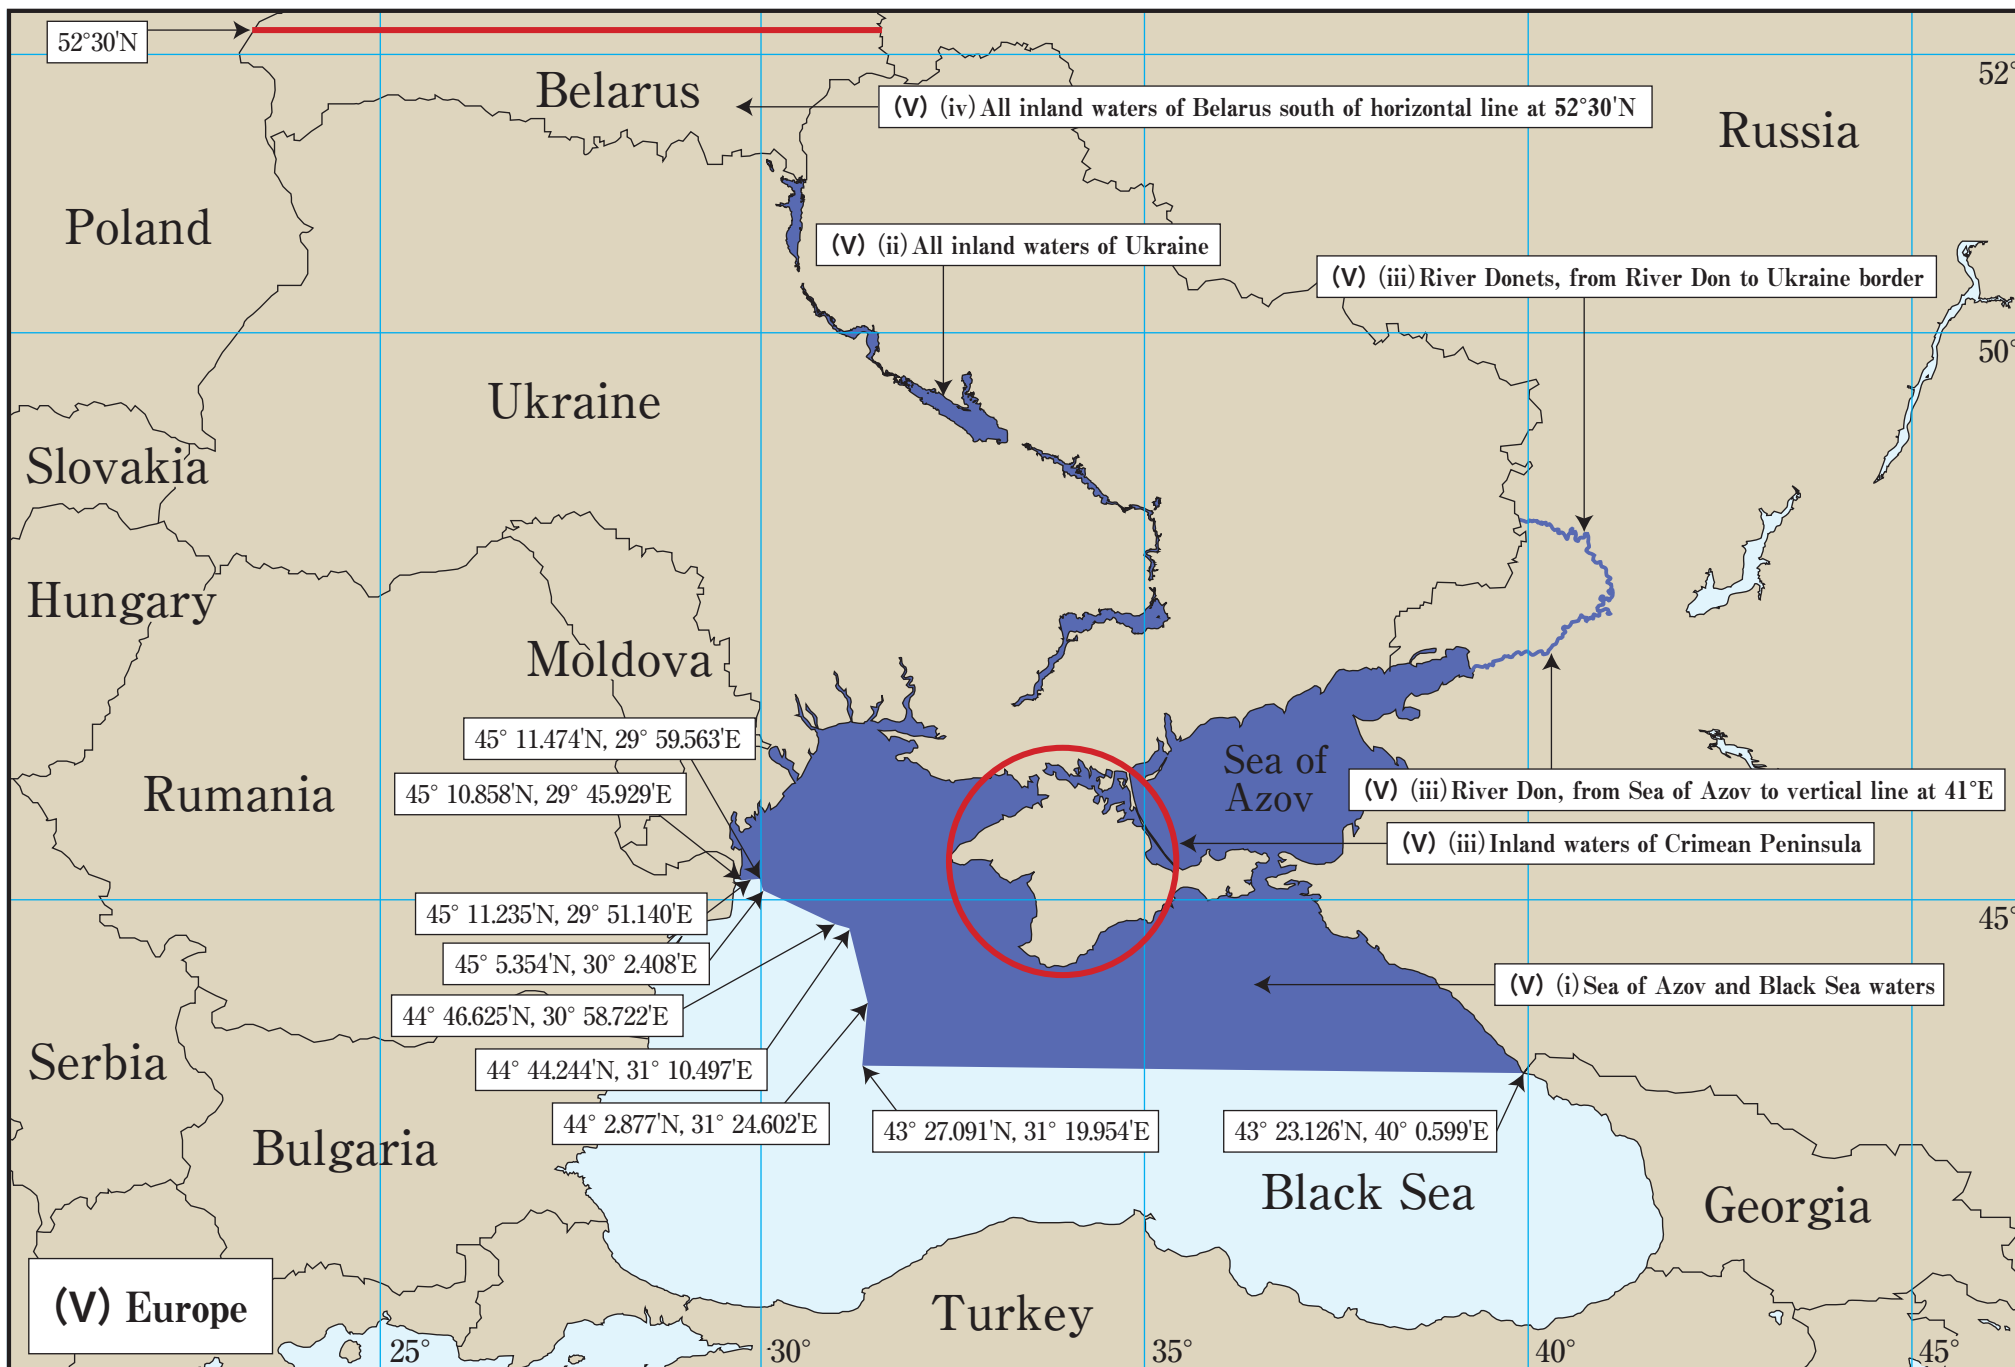 52°30'N
Belarus
(V) (iv) All inland waters of Belarus south of horizontal line at 52°30'N
52°
Russia
Poland
(V) (ii) All inland waters of Ukraine
(V) (iii) River Donets, from River Don to Ukraine border
50°
Ukraine
Slovakia
Hungary
Moldova
45° 11.474'N, 29° 59.563'E
Sea of
Azov
Rumania
45° 10.858'N, 29° 45.929'E
(V) (iii) River Don, from Sea of Azov to vertical line at 41°E
(V) (iii) Inland waters of Crimean Peninsula
45° 11.235'N, 29° 51.140'E
45°
45° 5.354'N, 30° 2.408'E
(V) (i) Sea of Azov and Black Sea waters
44° 46.625'N, 30° 58.722'E
Serbia
44° 44.244'N, 31° 10.497'E
44° 2.877'N, 31° 24.602'E
43° 27.091'N, 31° 19.954'E
43° 23.126'N, 40° 0.599'E
Bulgaria
Black Sea
Georgia
(V) Europe
Turkey
25°
30°
35°
40°
45°